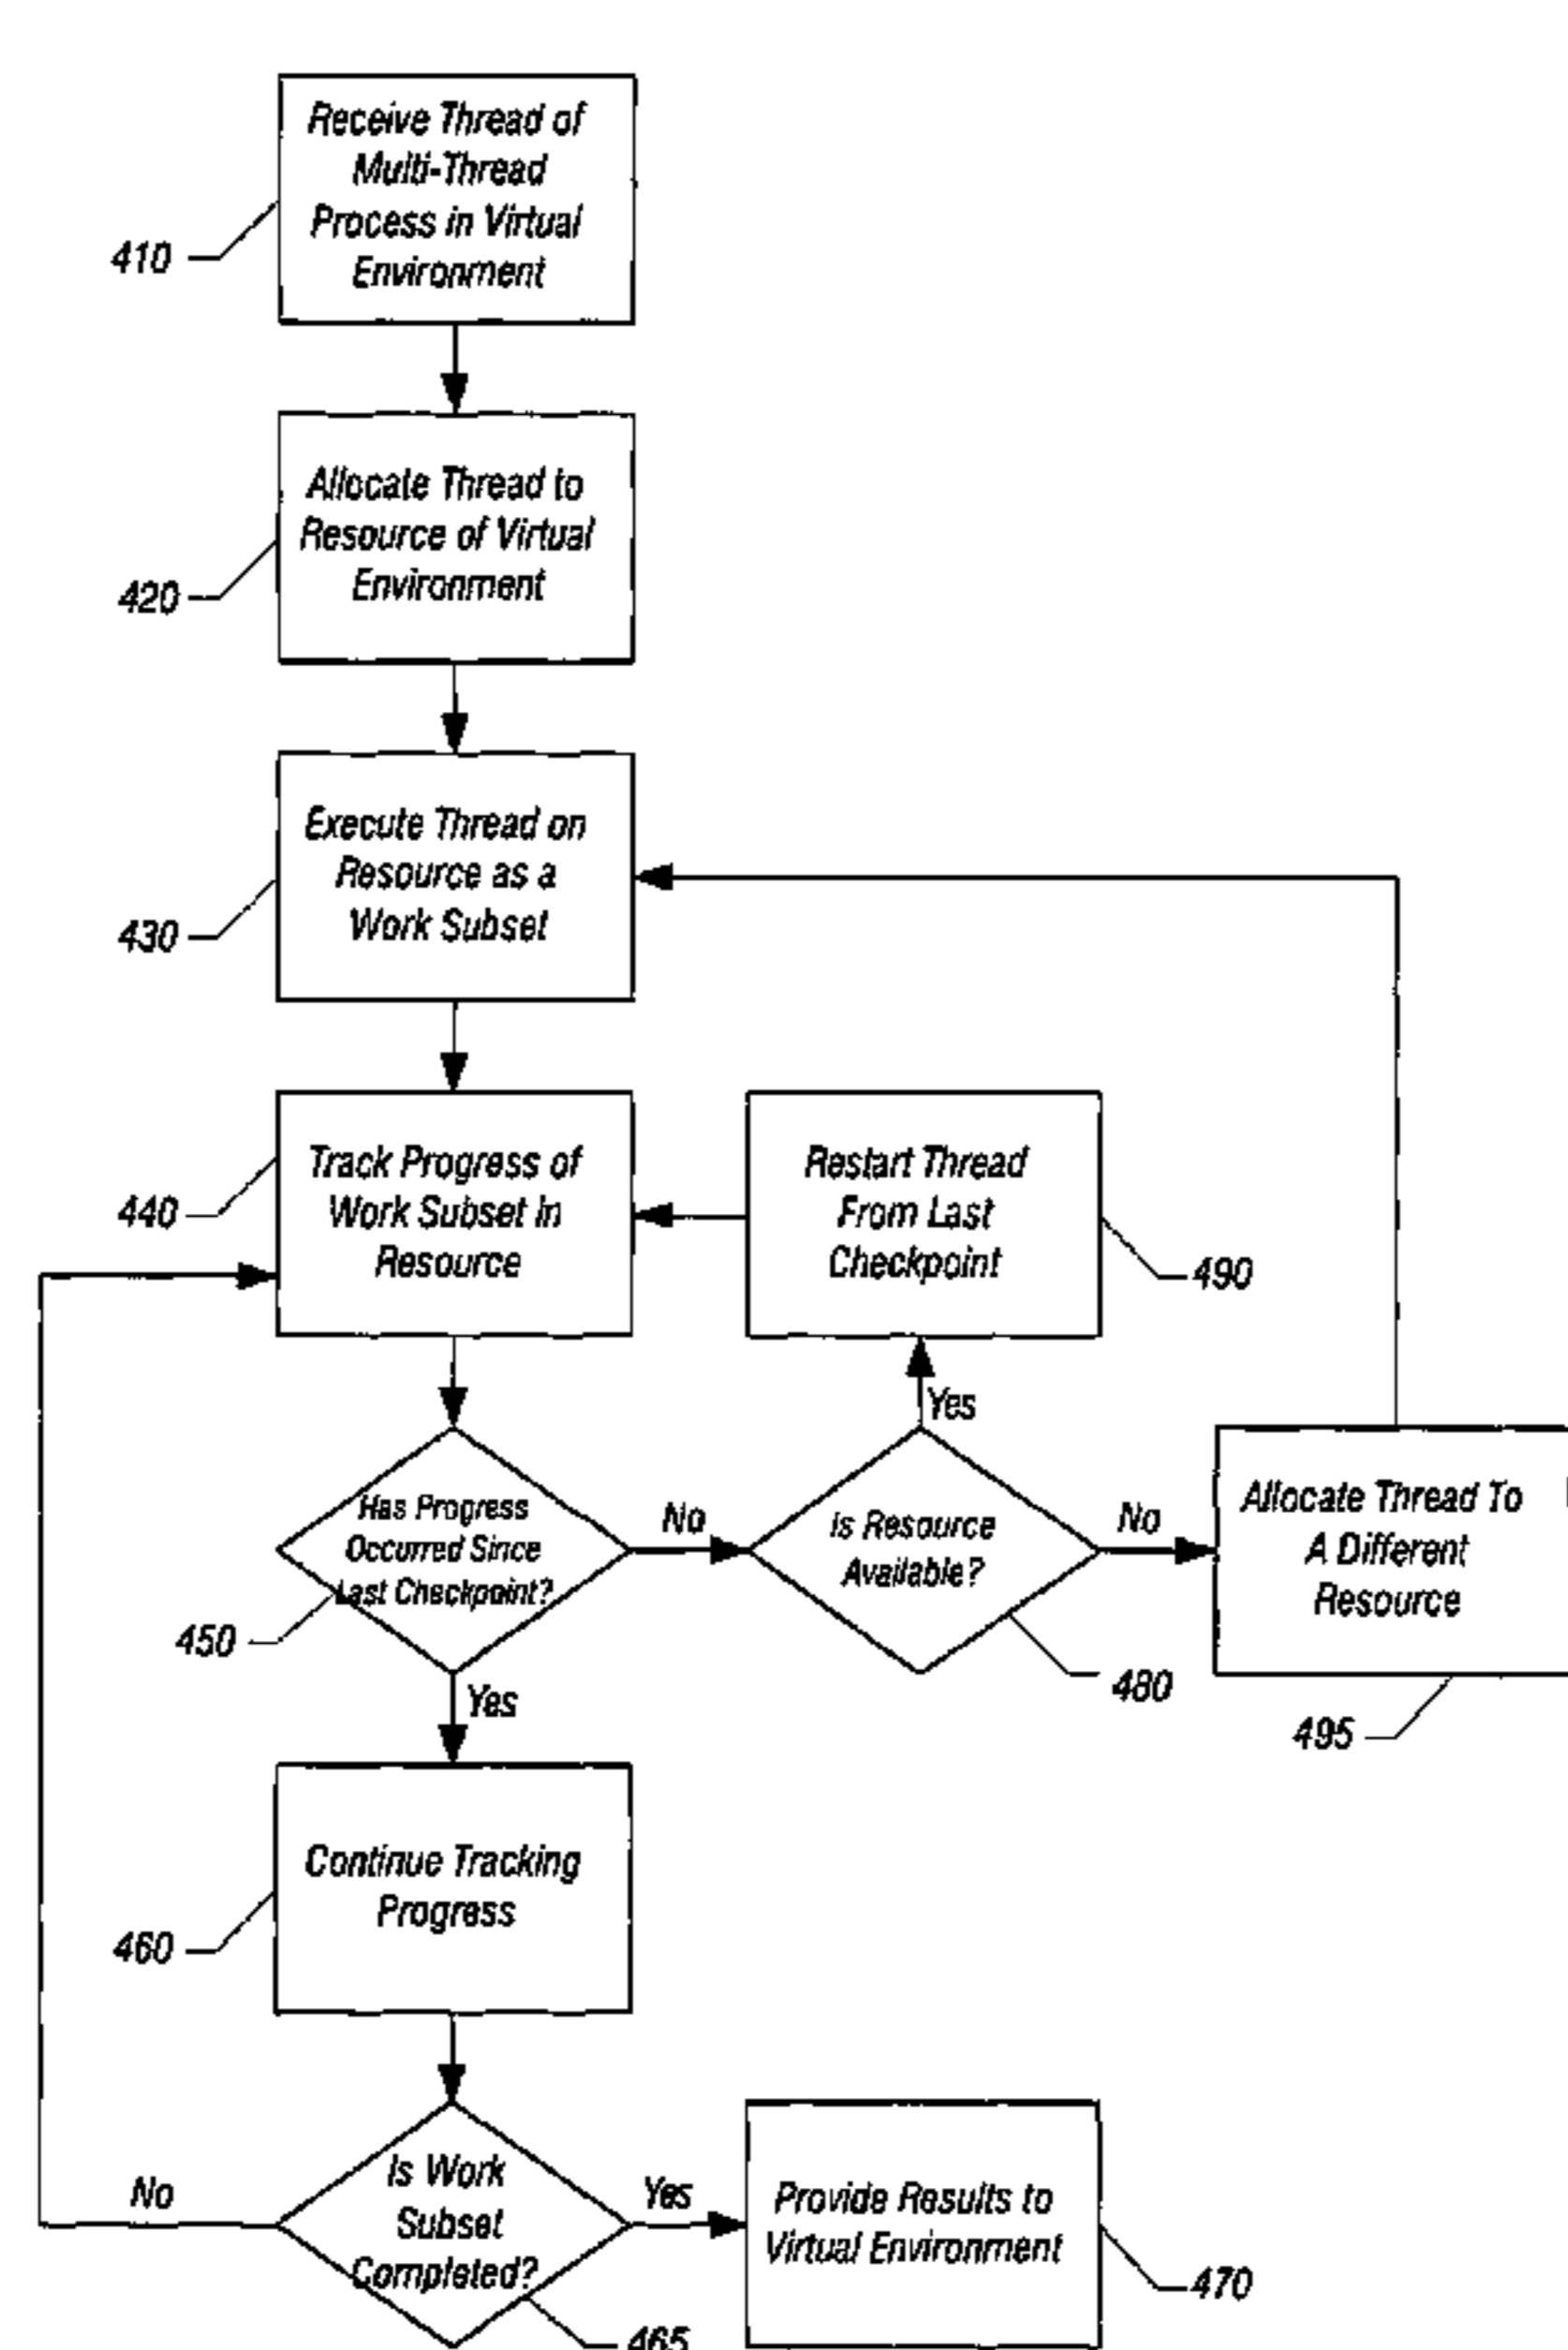 Receive Thread of
Multi-Thread
Process in Virtual
Environment
410
Allocate Thread to
Resource of Virtual
Environment
420
Execute Thread on
Resource as a
Work Subset
430
Track Progress of
Work Subset in
Resource
440
Restart Thread
From Last
Checkpoint
490
Yes
Has Progress
Occurred Since
Last Checkpoint?
450
No
Is Resource
Available?
480
No
Allocate Thread To
A Different
Resource
495
Yes
Continue Tracking
Progress
460
No
Is Work
Subset
Completed?
465
Yes
Provide Results to
Virtual Environment
470